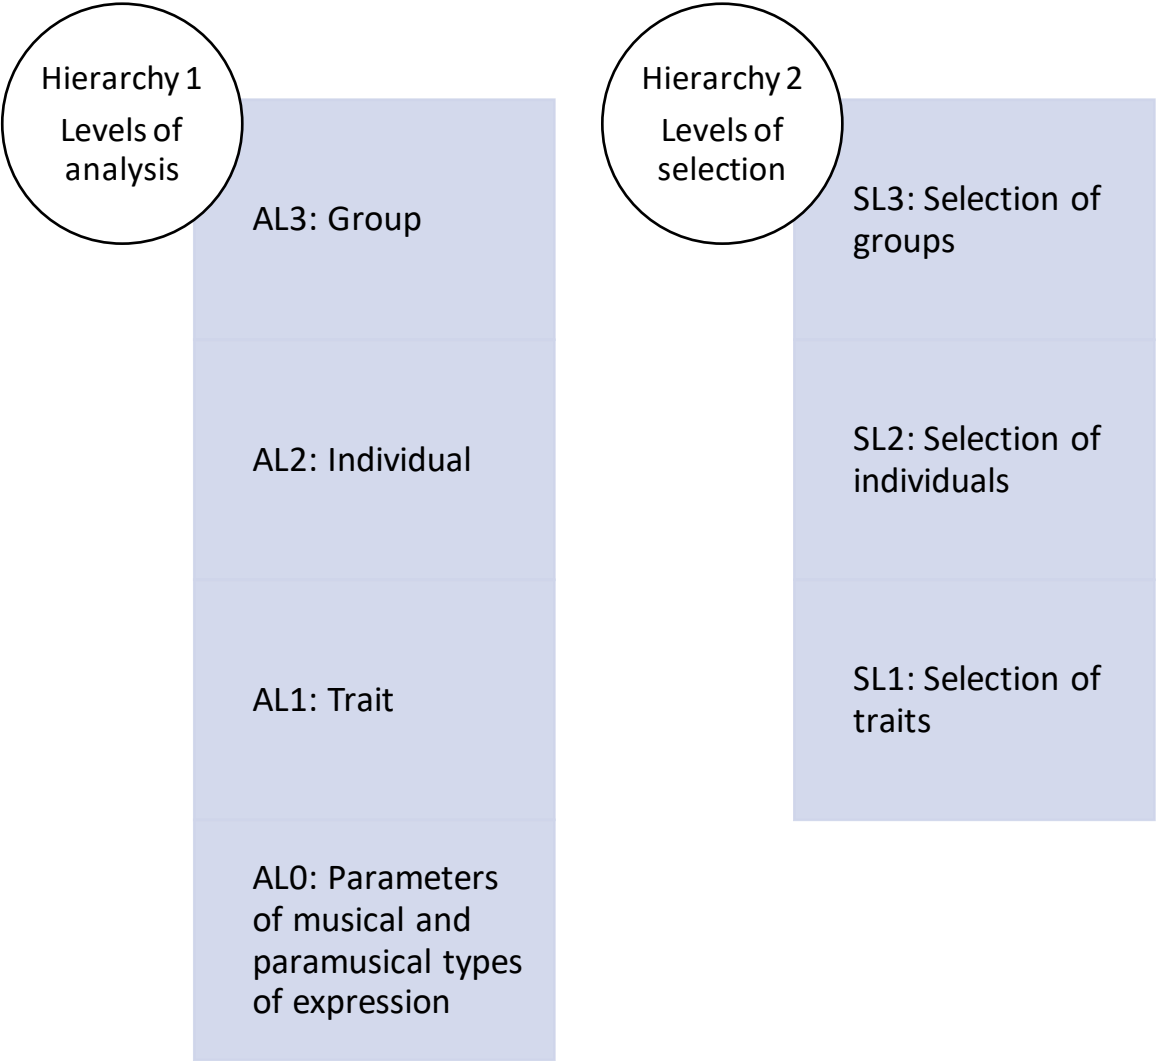 Hierarchy 1
Levels of
analysis
AL3: Group
AL2: Individual
AL1: Trait
AL0: Parameters
of musical and
paramusical types
of expression
Hierarchy 2
Levels of
selection
SL3: Selection of
groups
SL2: Selection of
individuals
SL1: Selection of
traits